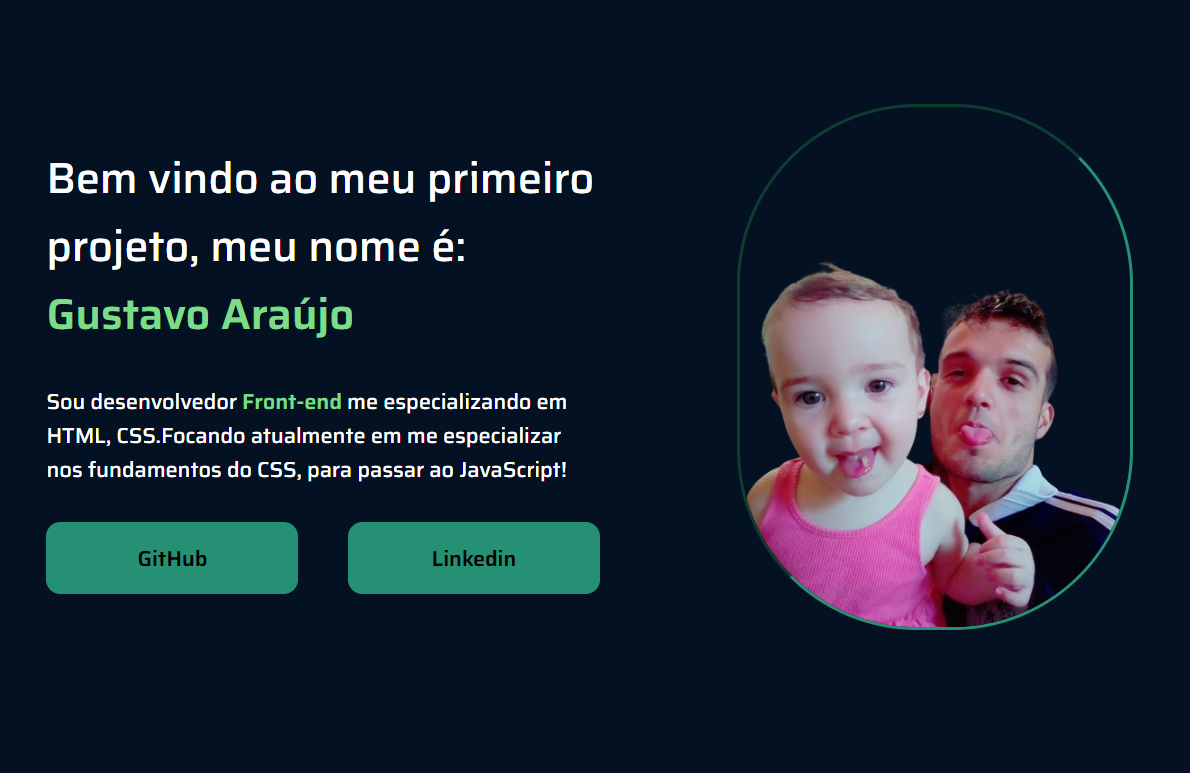 Bem vindo ao meu primeiro
projeto, meu nome é:
Gustavo Araújo
Sou desenvolvedor Front-end me especializando em
HTML, CSS.Focando atualmente em me especializar
nos fundamentos do CSS, para passar ao JavaScript!
GitHub
Linkedin